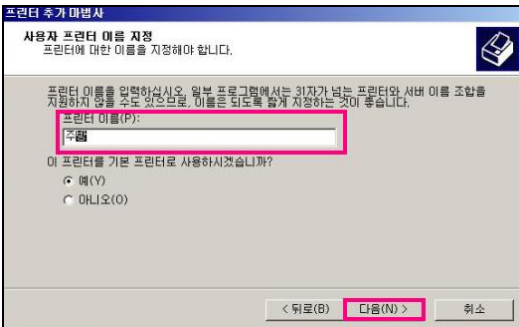 프린터 추가 마법사
사용자 프린터 이름 지정
프린터에 대한 이름을 지정해야 합니다.
프린터 이름을 입력하십시오. 일부 프로그램에서는 31자가 넘는 프린터와 서버 이름 조합을
지원하지 않을 수도 있으므로, 이름은 되도록 짧게 지정하는 것이 좋습니다.
프린터 이름(P):
이 프린터를 기본 프린터로 사용하시겠습니까?
예(Y)
아니오(O)
< 뒤로(B)
다음(N) >
취소